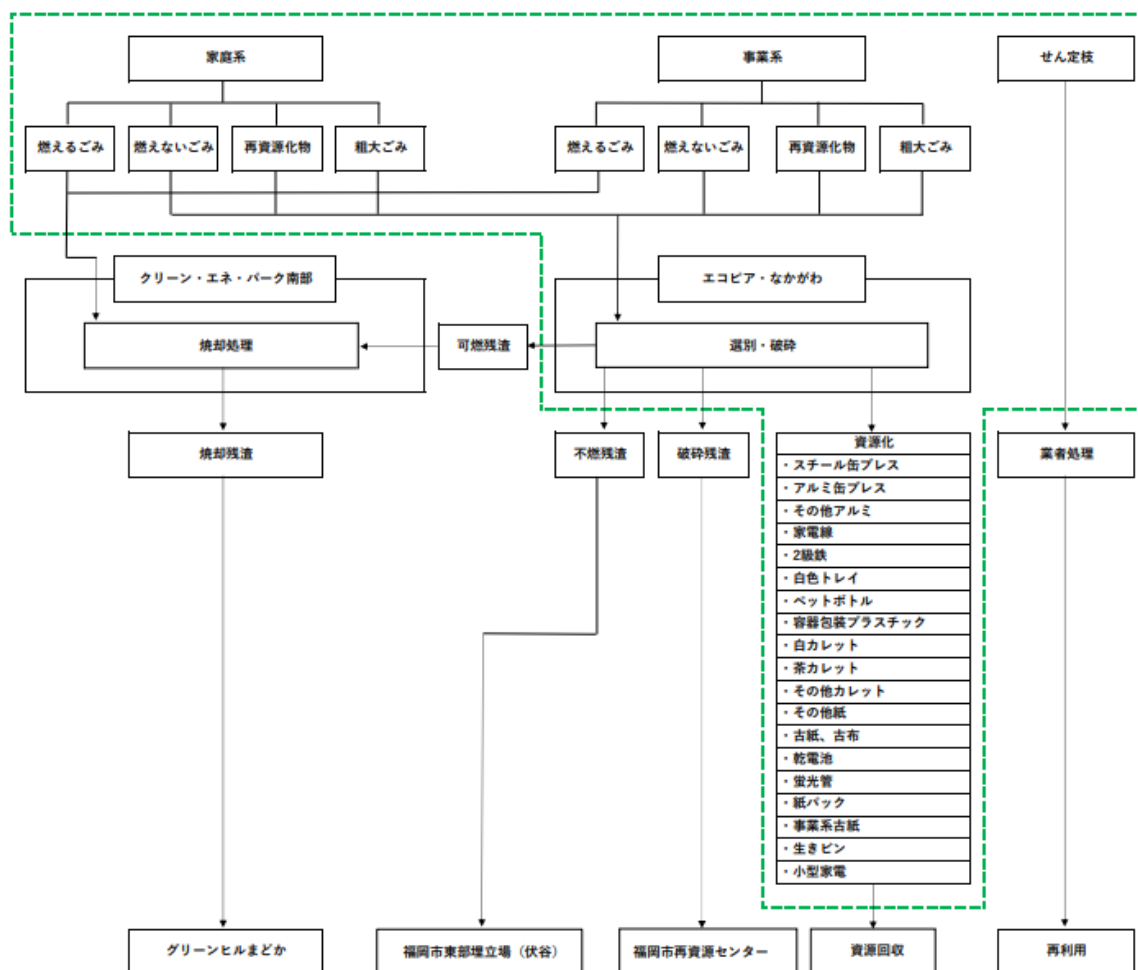 家庭系
事業系
せん定枝
燃えるごみ
燃えないごみ
再資源化物
粗大ごみ
燃えるごみ
燃えないごみ
再資源化物
粗大ごみ
クリーン・エネ・パーク南部
エコピア・なかがわ
焼却処理
可燃残渣
選別・破砕
焼却残渣
不燃残渣
破砕残渣
資源化
・スチール缶プレス
・アルミ缶プレス
・その他アルミ
・家電線
・2級鉄
・白色トレイ
・ペットボトル
・容器包装プラスチック
・白カレット
・茶カレット
・その他カレット
・その他紙
・古紙、古布
・乾電池
・蛍光管
・紙パック
・事業系古紙
・生きビン
・小型家電
業者処理
グリーンヒルまどか
福岡市東部埋立場（伏谷）
福岡市再資源センター
資源回収
再利用